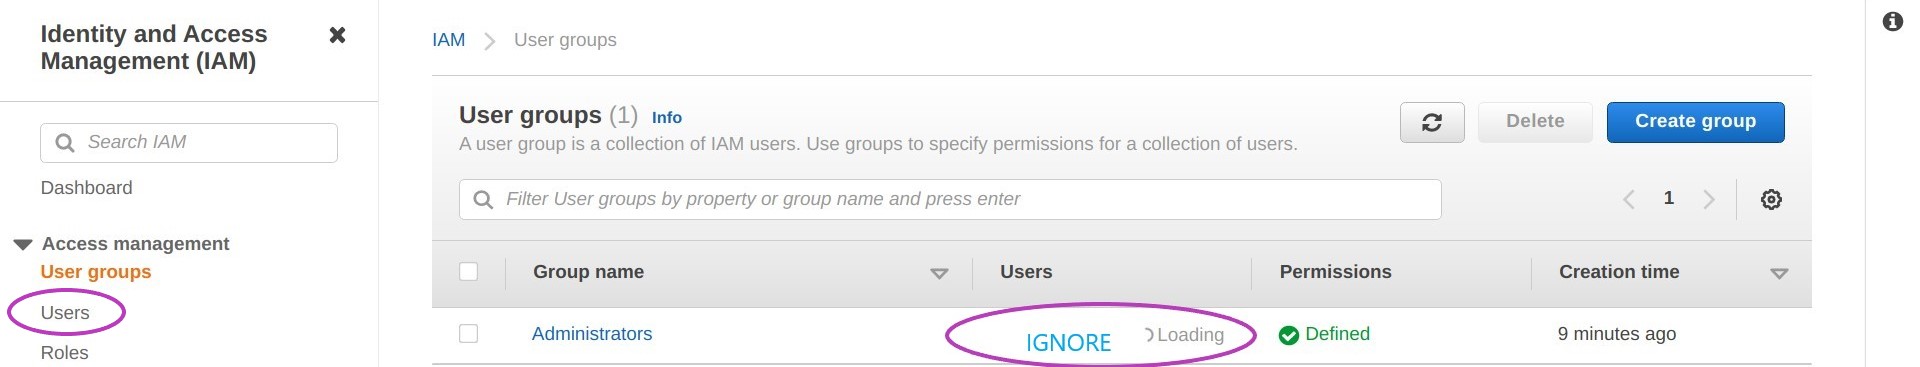 Identity and Access
Management (IAM)
Search IAM
Dashboard
Access management
User groups
Users
Roles
IAM > User groups
User groups (1) Info
A user group is a collection of IAM users. Use groups to specify permissions for a collection of users.
Delete
Create group
Filter User groups by property or group name and press enter
1
Group name Users Permissions Creation time
Administrators IGNORE Loading Defined 9 minutes ago